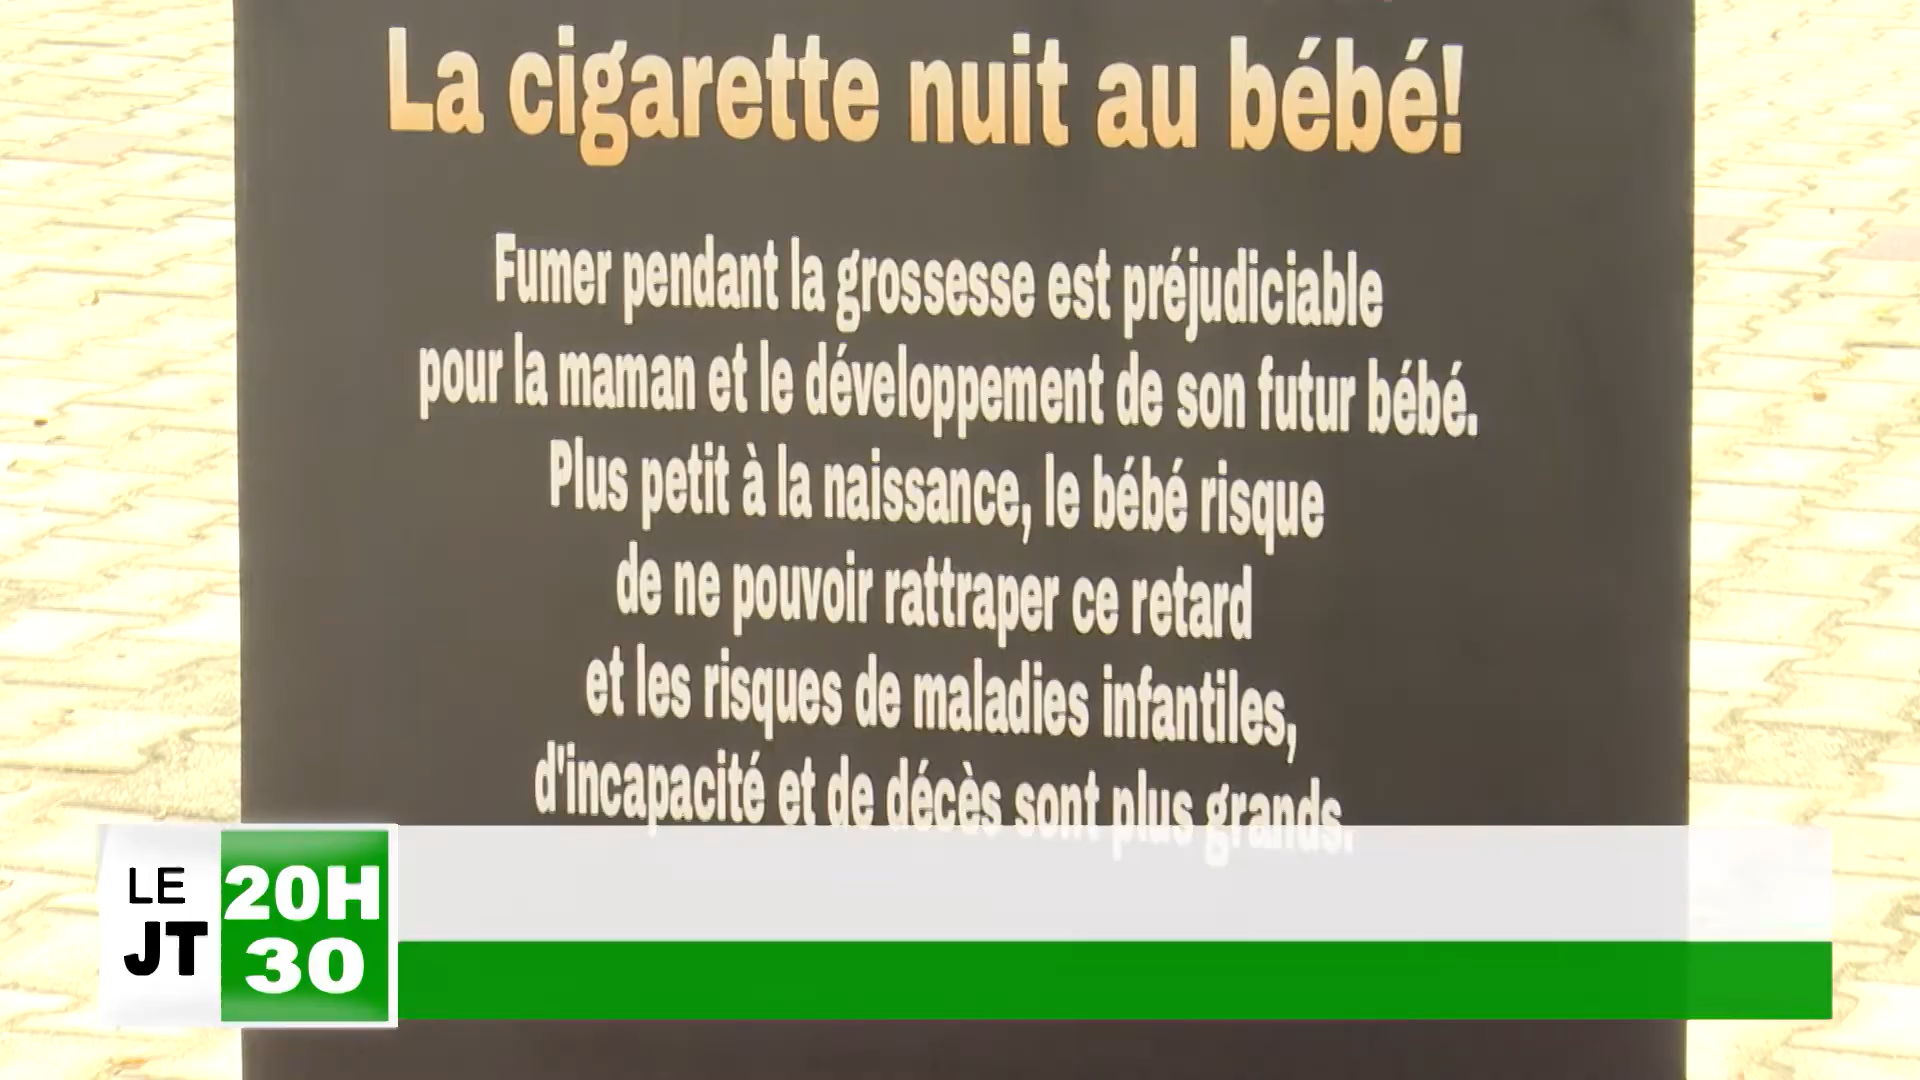 La cigarette nuit au bébé!
Fumer pendant la grossesse est préjudiciable
pour la maman et le développement de son futur bébé.
Plus petit à la naissance, le bébé risque
de ne pouvoir rattraper ce retard
et les risques de maladies infantiles,
d'incapacité et de décès sont plus grands.
LE
JT
20H
30